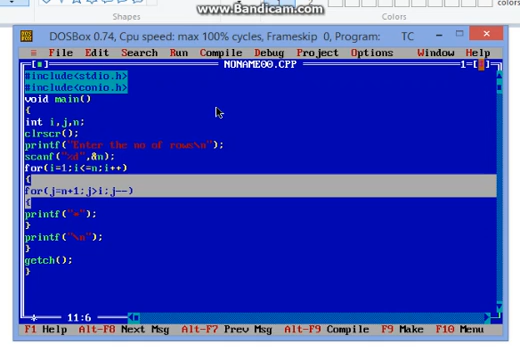 www.Bandicam.com
Shapes
Colors
DOSBox 0.74, Cpu speed: max 100% cycles, Frameskip 0, Program: TC
≡ File Edit Search Run Compile Debug Project Options Window Help
NONAME00.CPP 1
#include<stdio.h>
#include<conio.h>
void main()
{
int i,j,n;
clrscr();
printf("Enter the no of rows\n");
scanf("%d",&n);
for(i=1;i<=n;i++)
{
for(j=n+1;j>i;j--)
{
printf("*");
}
printf("\n");
}
getch();
}
* 11:6
F1 Help Alt-F8 Next Msg Alt-F7 Prev Msg Alt-F9 Compile F9 Make F10 Menu